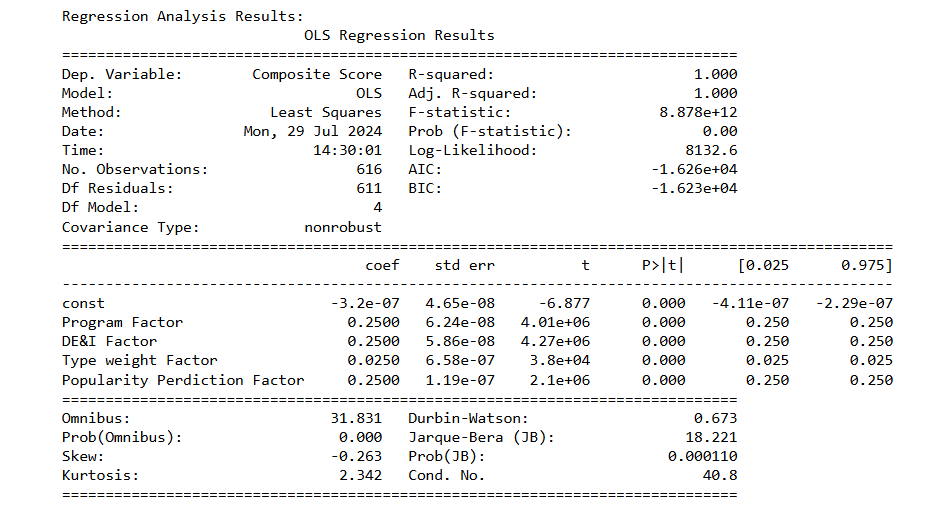 Regression Analysis Results:
OLS Regression Results
==============================================================================
Dep. Variable: Composite Score R-squared: 1.000
Model: OLS Adj. R-squared: 1.000
Method: Least Squares F-statistic: 8.878e+12
Date: Mon, 29 Jul 2024 Prob (F-statistic): 0.00
Time: 14:30:01 Log-Likelihood: 8132.6
No. Observations: 616 AIC: -1.626e+04
Df Residuals: 611 BIC: -1.623e+04
Df Model: 4
Covariance Type: nonrobust
================================================================================================
coef std err t P>|t| [0.025 0.975]
------------------------------------------------------------------------------------------------
const -3.2e-07 4.65e-08 -6.877 0.000 -4.11e-07 -2.29e-07
Program Factor 0.2500 6.24e-08 4.01e+06 0.000 0.250 0.250
DE&I Factor 0.2500 5.86e-08 4.27e+06 0.000 0.250 0.250
Type weight Factor 0.0250 6.58e-07 3.8e+04 0.000 0.025 0.025
Popularity Perdiction Factor 0.2500 1.19e-07 2.1e+06 0.000 0.250 0.250
==============================================================================
Omnibus: 31.831 Durbin-Watson: 0.673
Prob(Omnibus): 0.000 Jarque-Bera (JB): 18.221
Skew: -0.263 Prob(JB): 0.000110
Kurtosis: 2.342 Cond. No. 40.8
==============================================================================